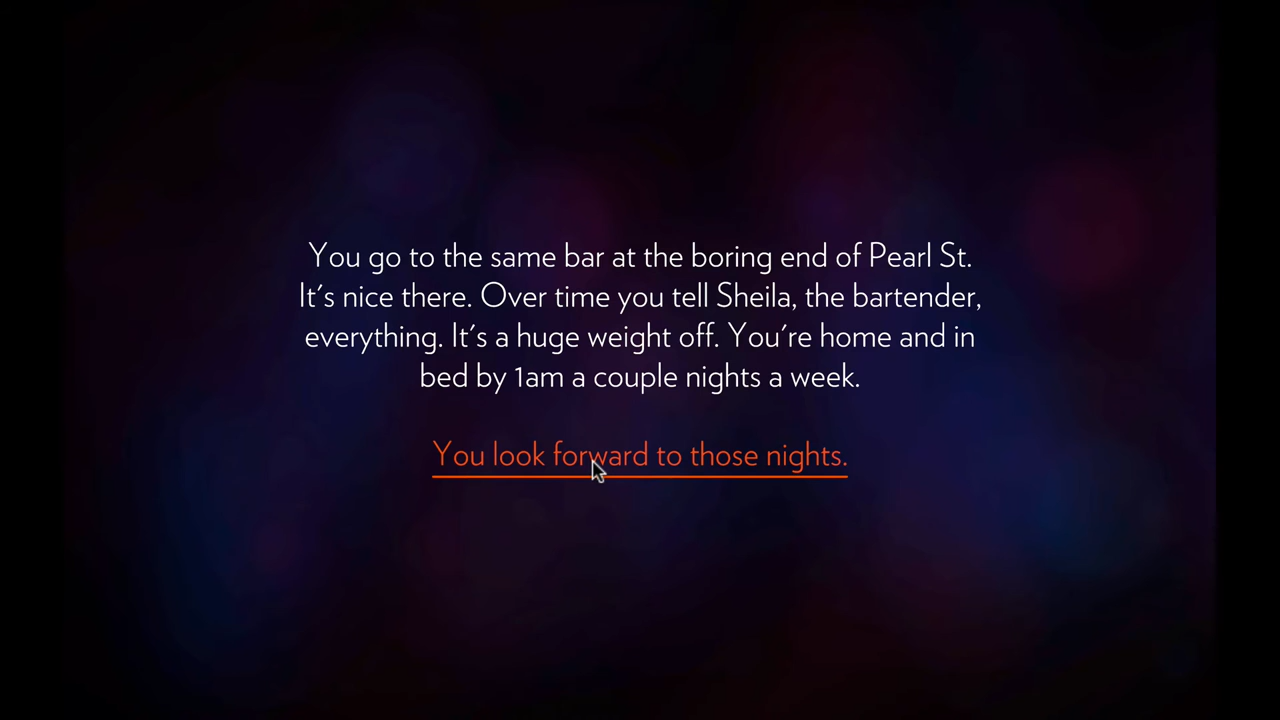 You go to the same bar at the boring end of Pearl St.
It's nice there. Over time you tell Sheila, the bartender,
everything. It's a huge weight off. You're home and in
bed by 1am a couple nights a week.
You look forward to those nights.